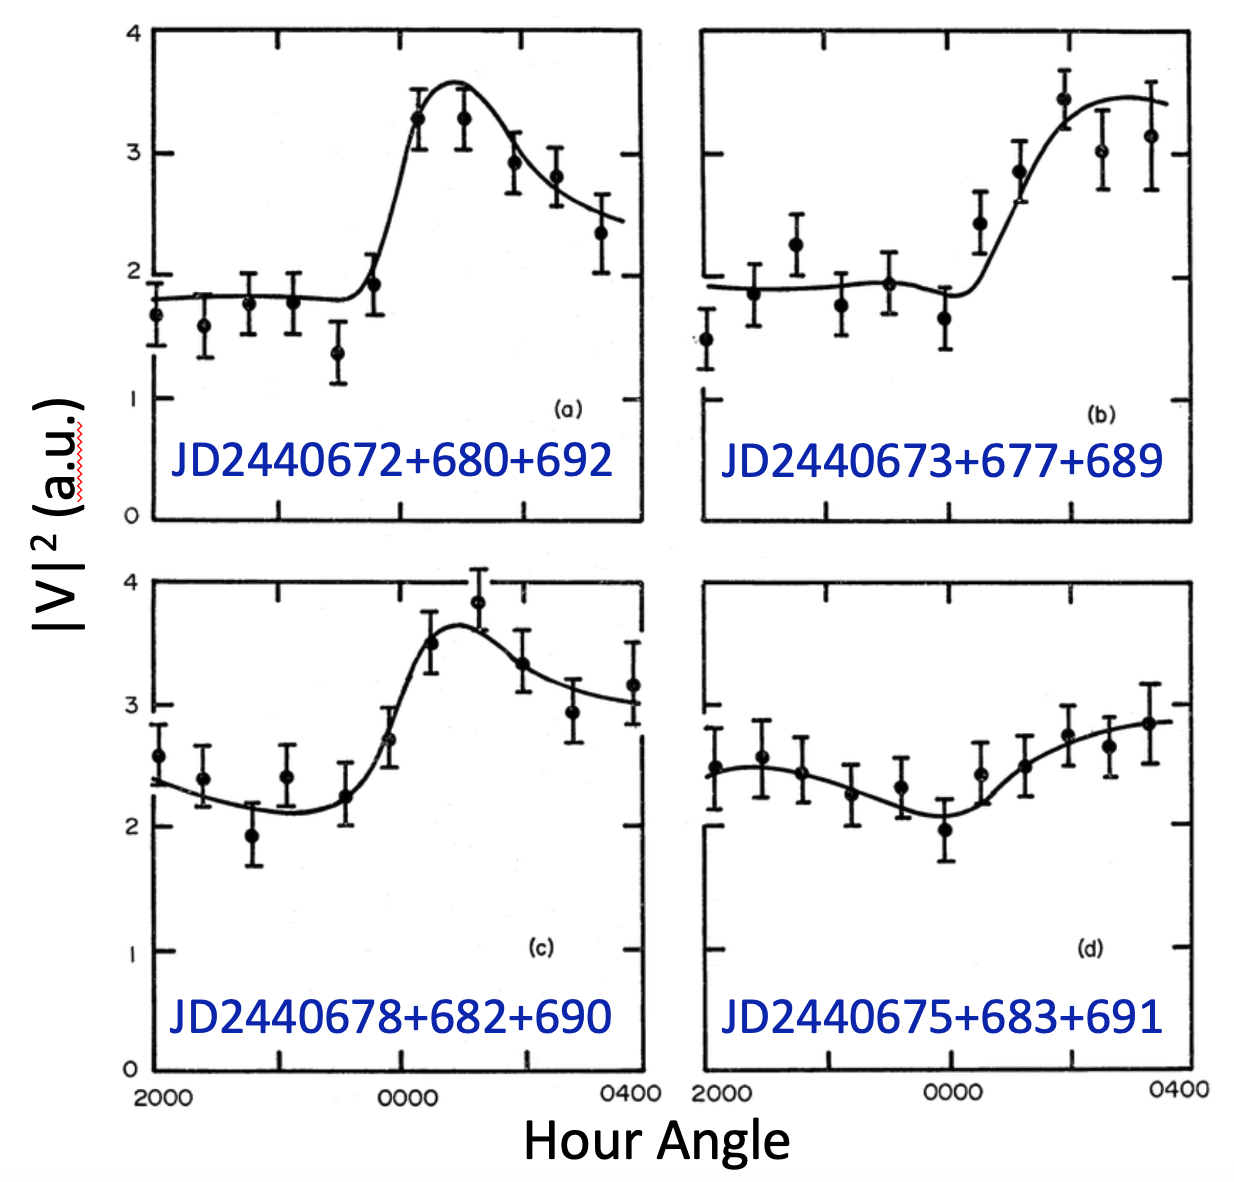 4
3
2
1
0
(a)
(b)
JD2440672+680+692
JD2440673+677+689
|V|² (a.u.)
4
3
2
1
0
(c)
(d)
JD2440678+682+690
JD2440675+683+691
2000 0000 0400
2000 0000 0400
Hour Angle